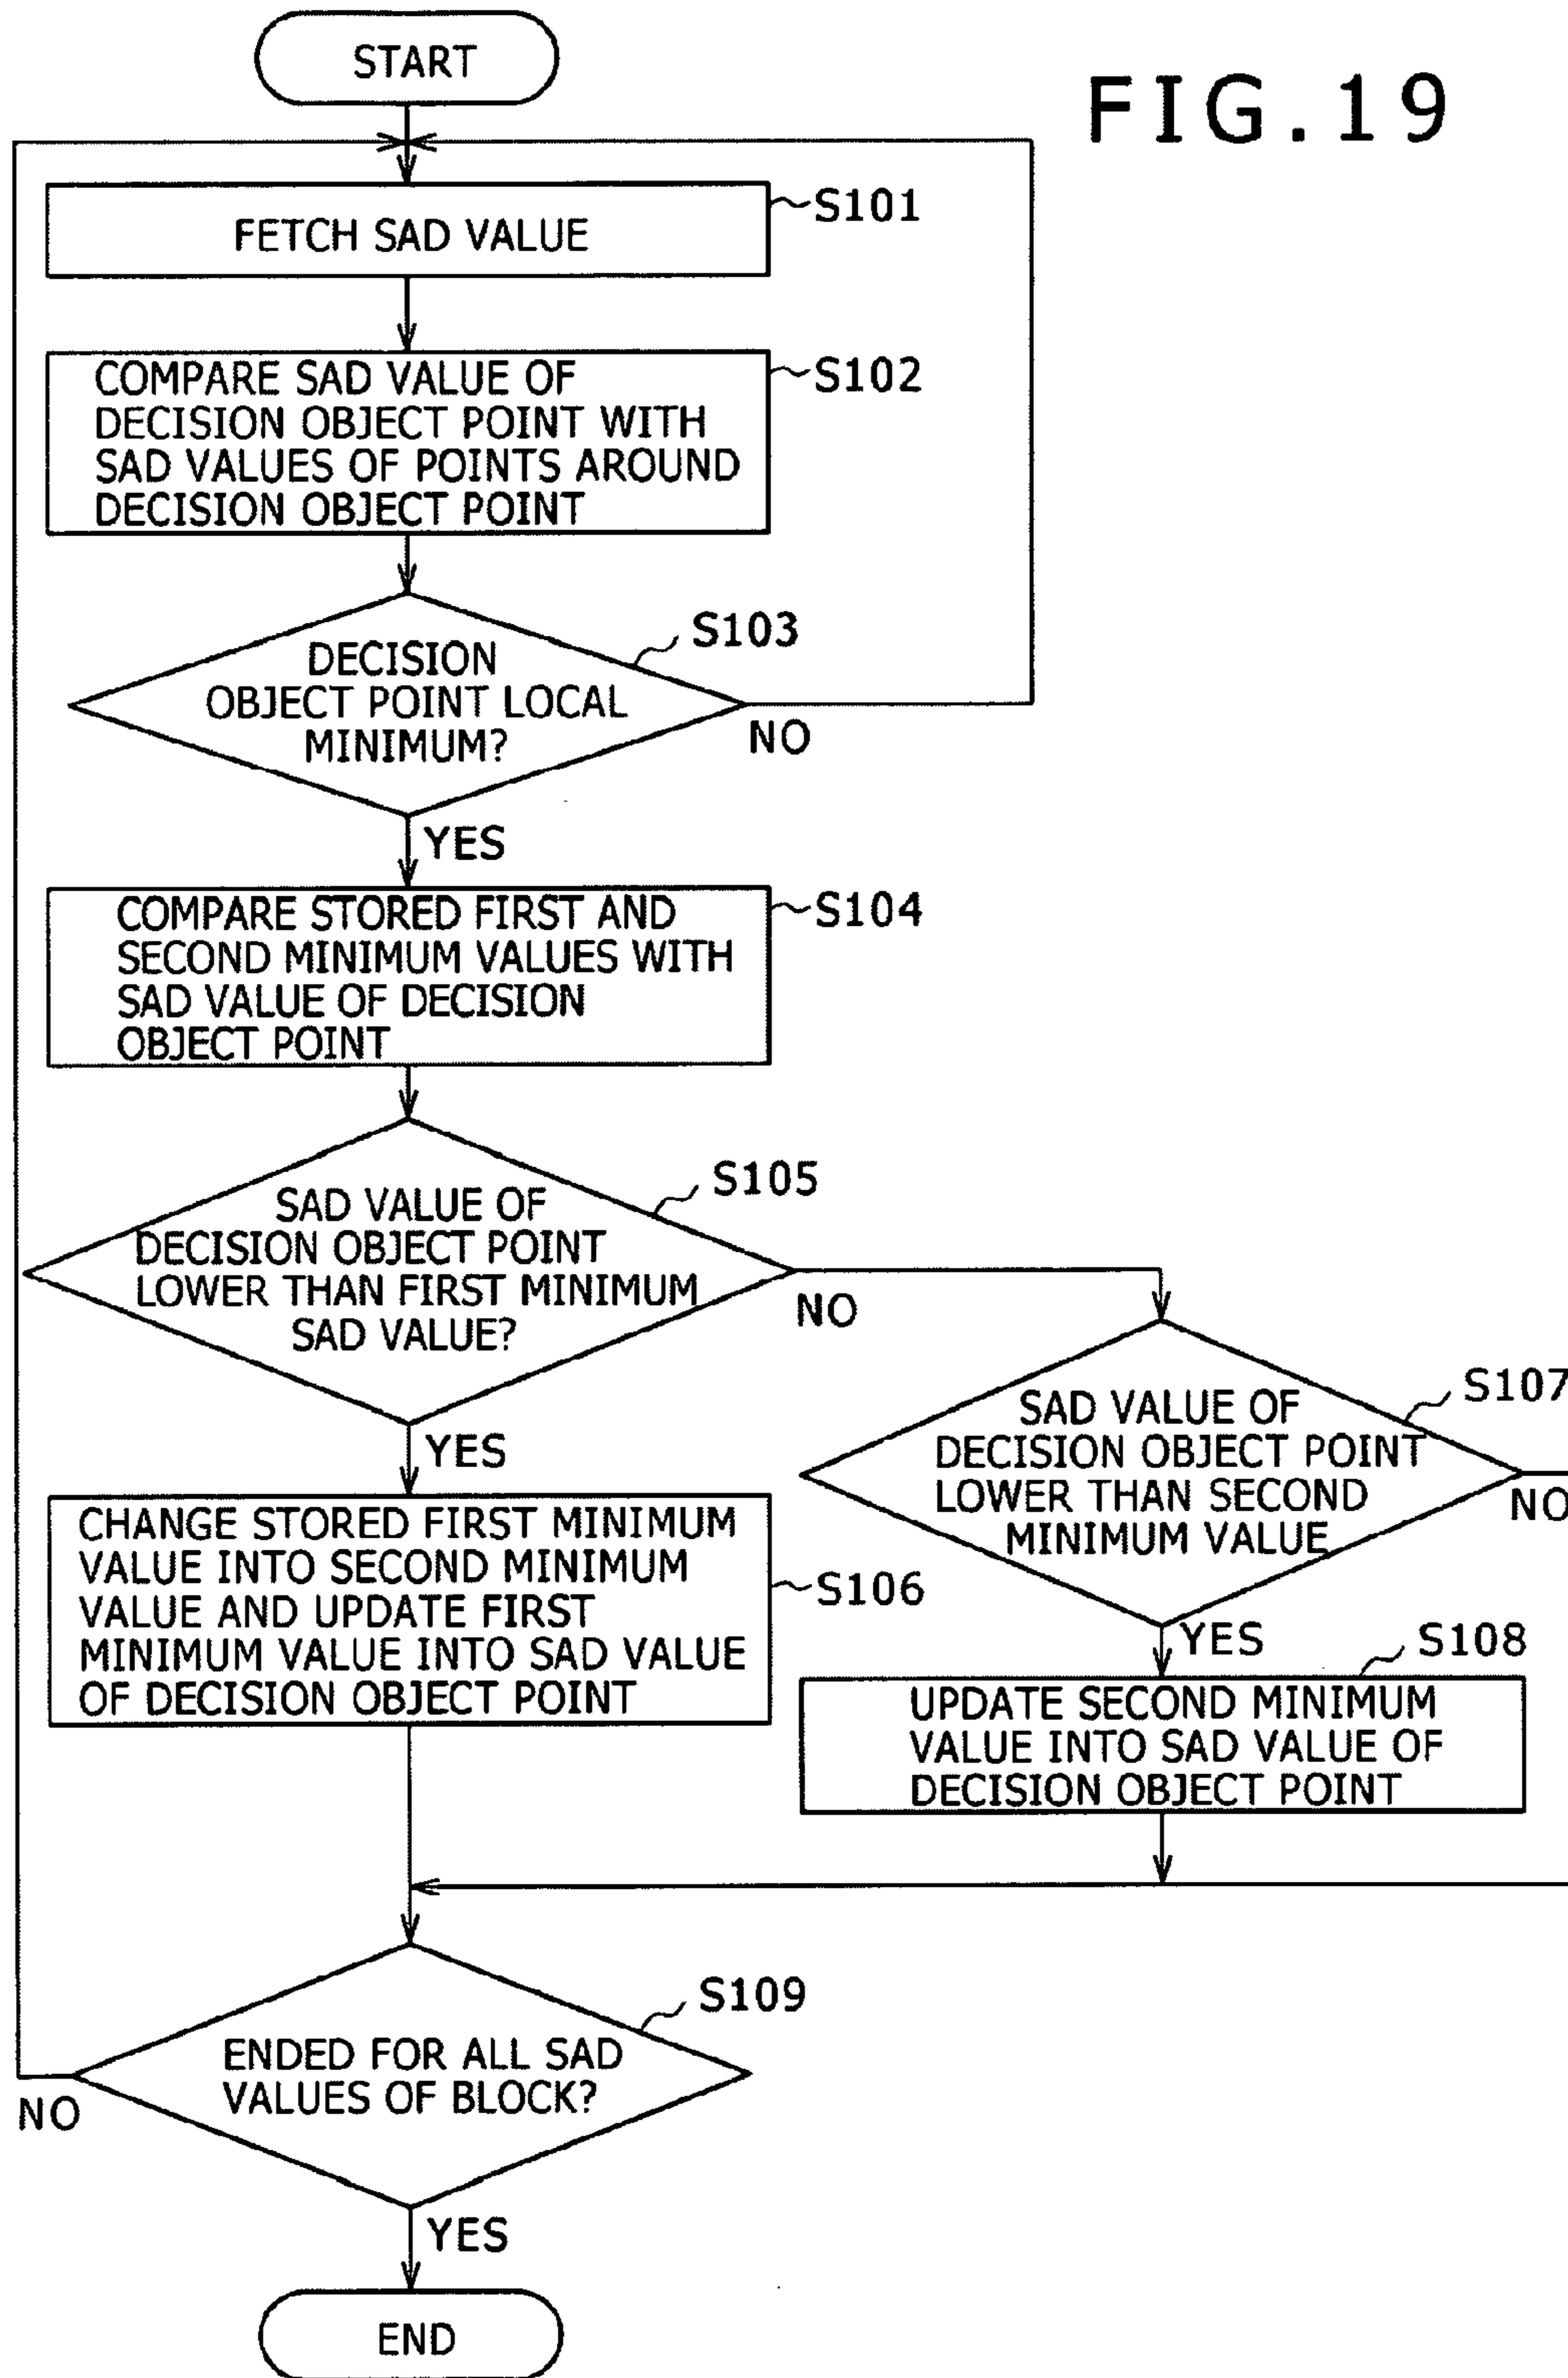 START
FIG.19
FETCH SAD VALUE
S101
COMPARE SAD VALUE OF
DECISION OBJECT POINT WITH
SAD VALUES OF POINTS AROUND
DECISION OBJECT POINT
S102
DECISION
OBJECT POINT LOCAL
MINIMUM?
S103
NO
YES
COMPARE STORED FIRST AND
SECOND MINIMUM VALUES WITH
SAD VALUE OF DECISION
OBJECT POINT
S104
SAD VALUE OF
DECISION OBJECT POINT
LOWER THAN FIRST MINIMUM
SAD VALUE?
S105
NO
YES
CHANGE STORED FIRST MINIMUM
VALUE INTO SECOND MINIMUM
VALUE AND UPDATE FIRST
MINIMUM VALUE INTO SAD VALUE
OF DECISION OBJECT POINT
S106
SAD VALUE OF
DECISION OBJECT POINT
LOWER THAN SECOND
MINIMUM VALUE
S107
NO
YES
UPDATE SECOND MINIMUM
VALUE INTO SAD VALUE OF
DECISION OBJECT POINT
S108
ENDED FOR ALL SAD
VALUES OF BLOCK?
S109
NO
YES
END